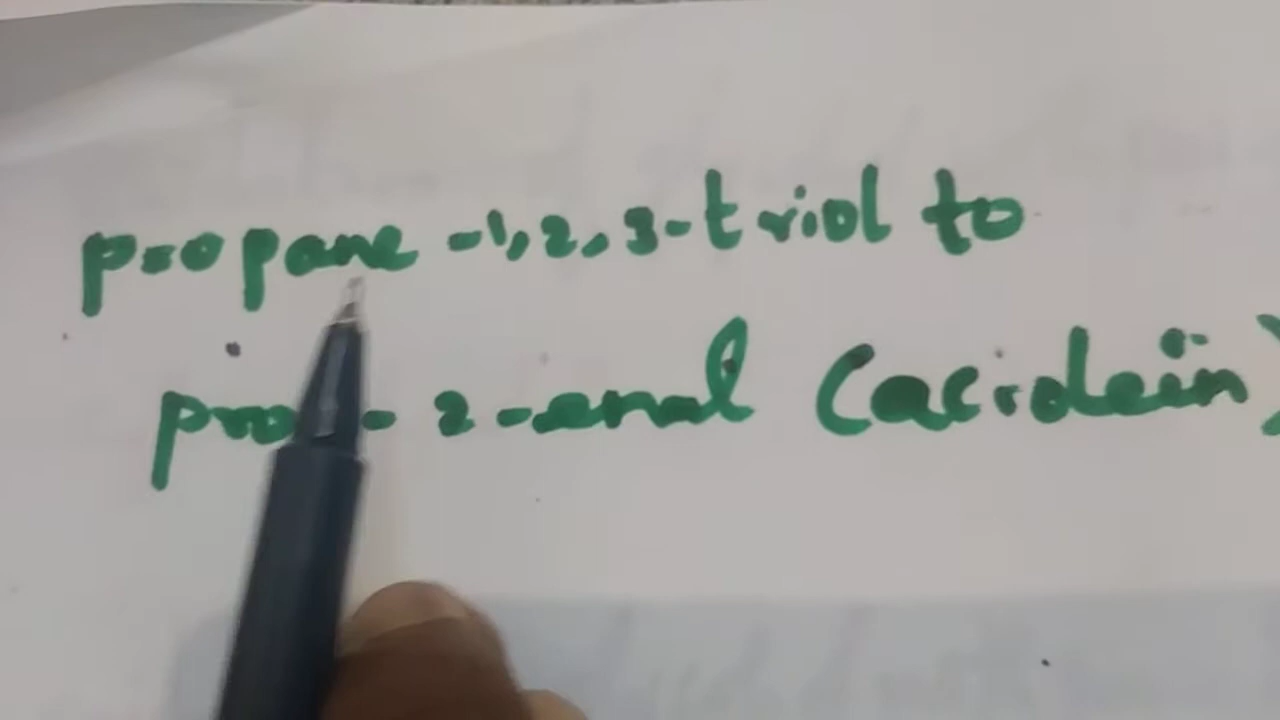 propane -1,2,3-triol to
pro - 2-enal (acrolein)